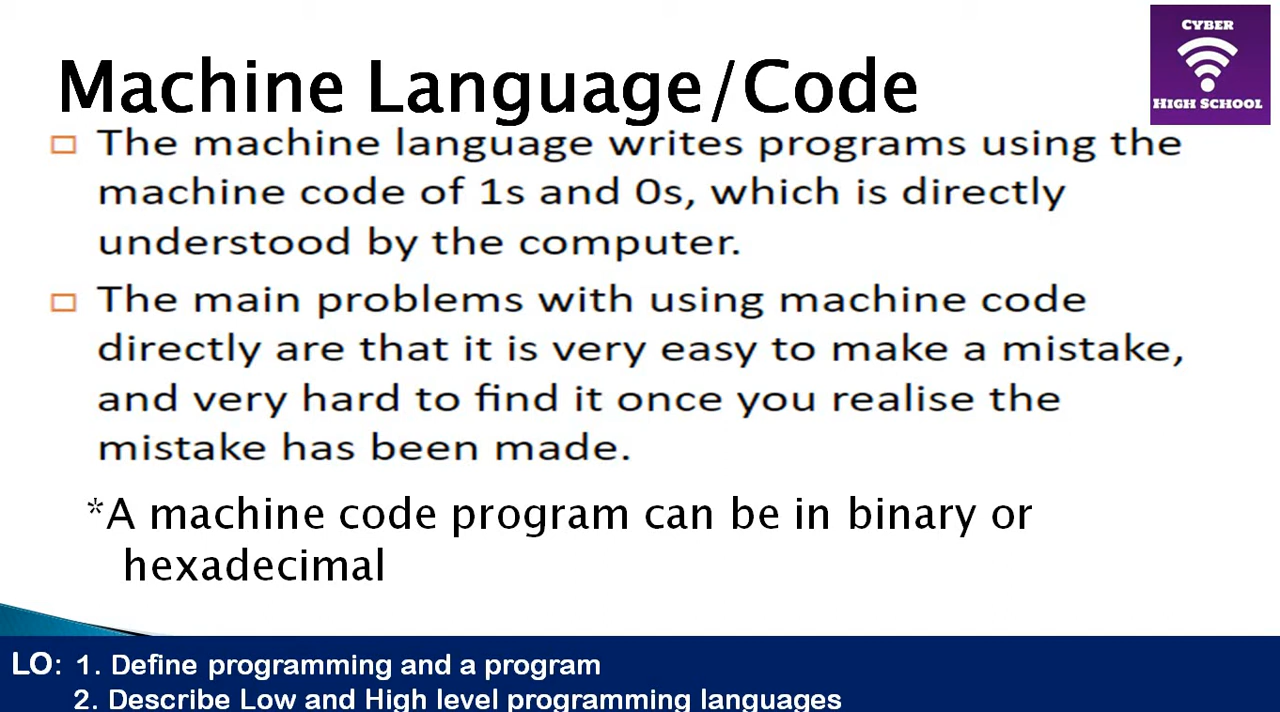 CYBER
HIGH SCHOOL
Machine Language/Code
The machine language writes programs using the
machine code of 1s and 0s, which is directly
understood by the computer.
The main problems with using machine code
directly are that it is very easy to make a mistake,
and very hard to find it once you realise the
mistake has been made.
*A machine code program can be in binary or
hexadecimal
LO: 1. Define programming and a program
2. Describe Low and High level programming languages